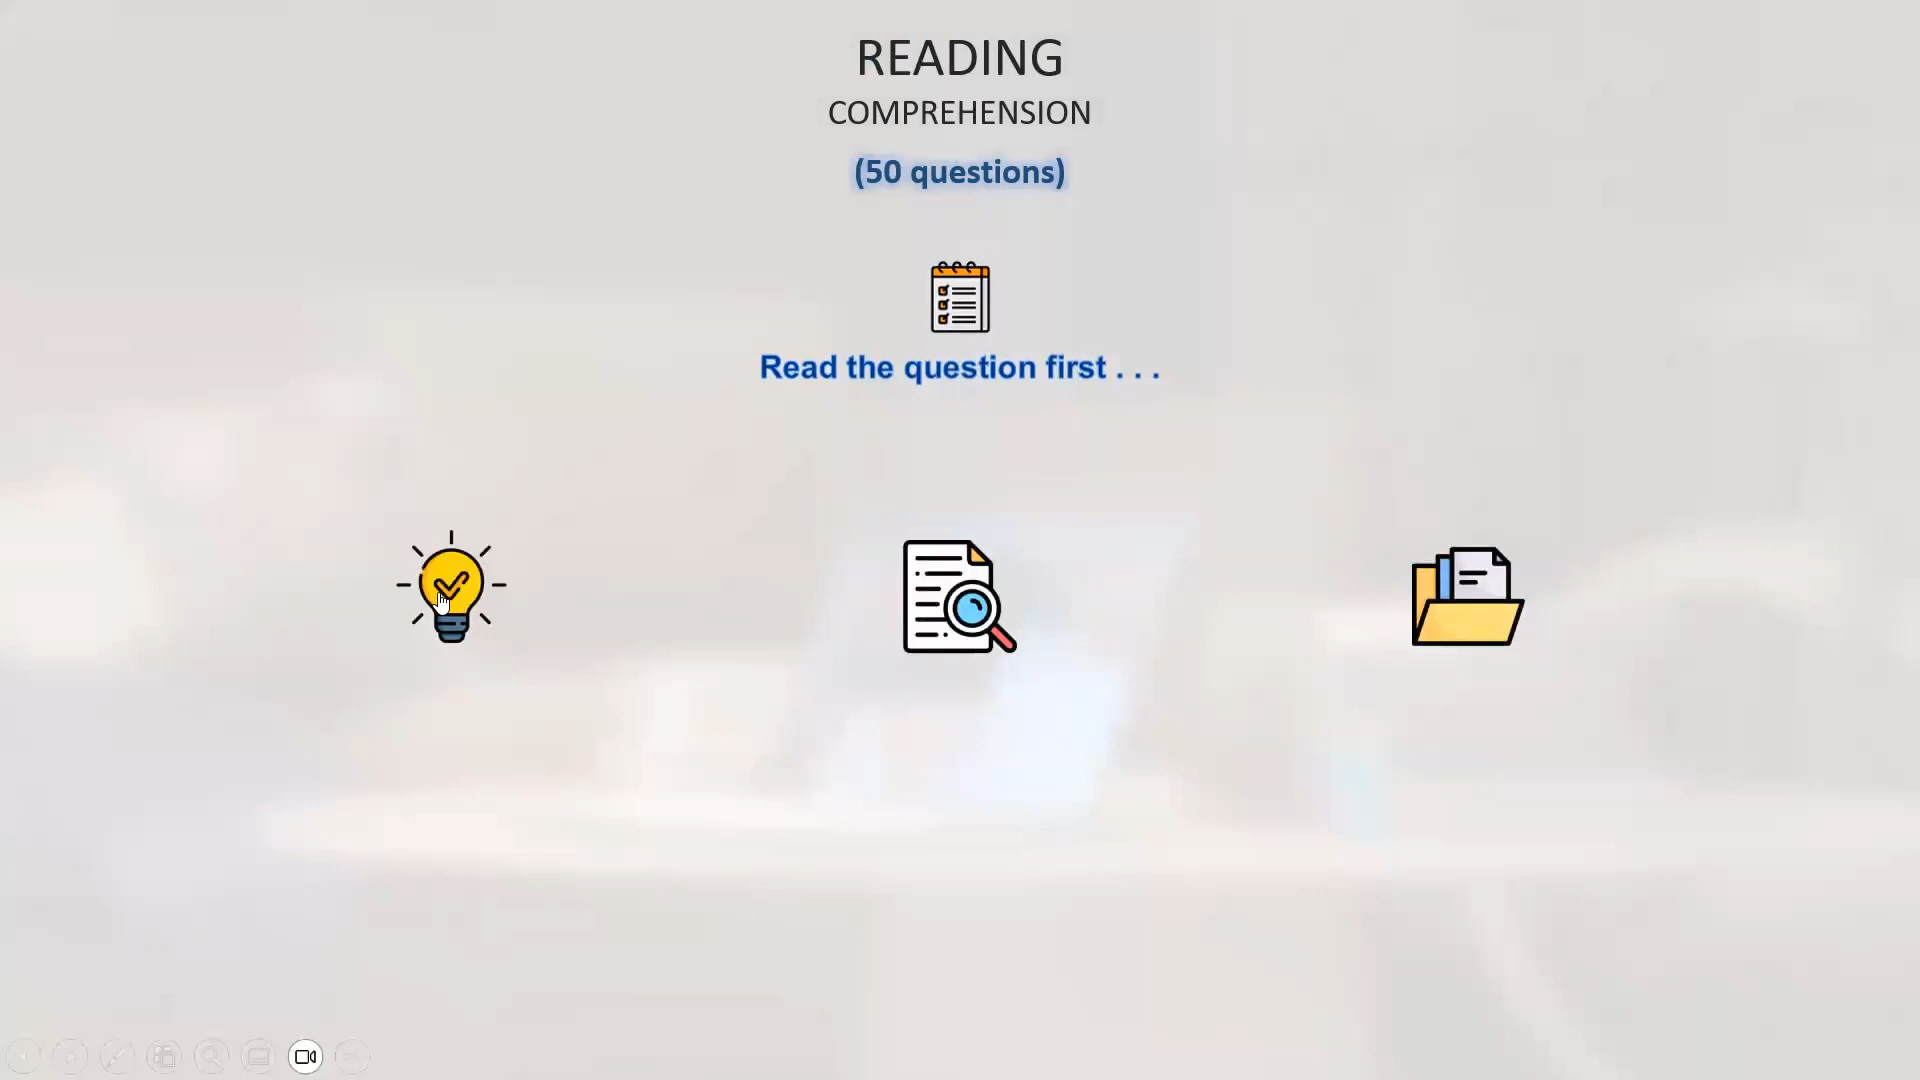 READING
COMPREHENSION
(50 questions)
Read the question first . . .